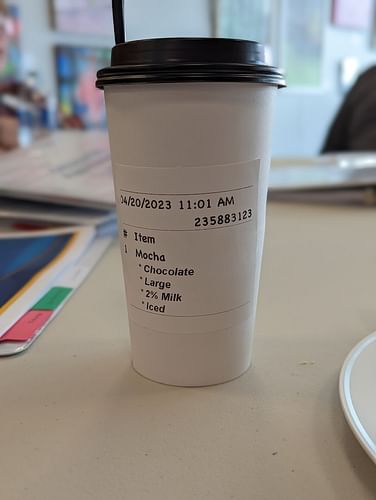 04/20/2023 11:01 AM
235883123
# Item
1 Mocha
* Chocolate
* Large
* 2% Milk
* Iced